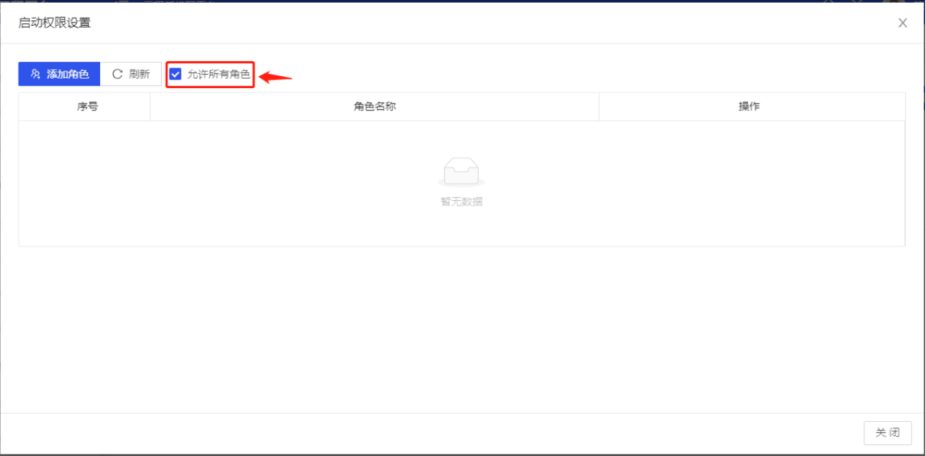 启动权限设置
添加角色 刷新 允许所有角色
序号 角色名称 操作
暂无数据
关 闭